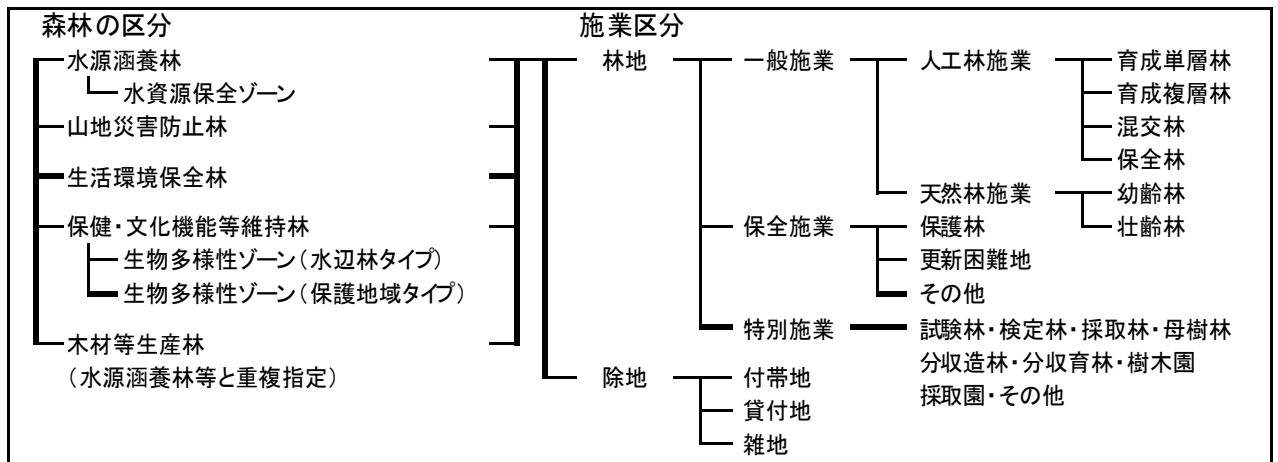 森林の区分
施業区分
水源涵養林
林地
一般施業
人工林施業
育成単層林
水資源保全ゾーン
育成複層林
山地災害防止林
混交林
保全林
生活環境保全林
天然林施業
幼齢林
保健・文化機能等維持林
保全施業
保護林
壮齢林
生物多様性ゾーン（水辺林タイプ）
更新困難地
生物多様性ゾーン（保護地域タイプ）
その他
木材等生産林
特別施業
試験林・検定林・採取林・母樹林
（水源涵養林等と重複指定）
分収造林・分収育林・樹木園
除地
付帯地
採取園・その他
貸付地
雑地